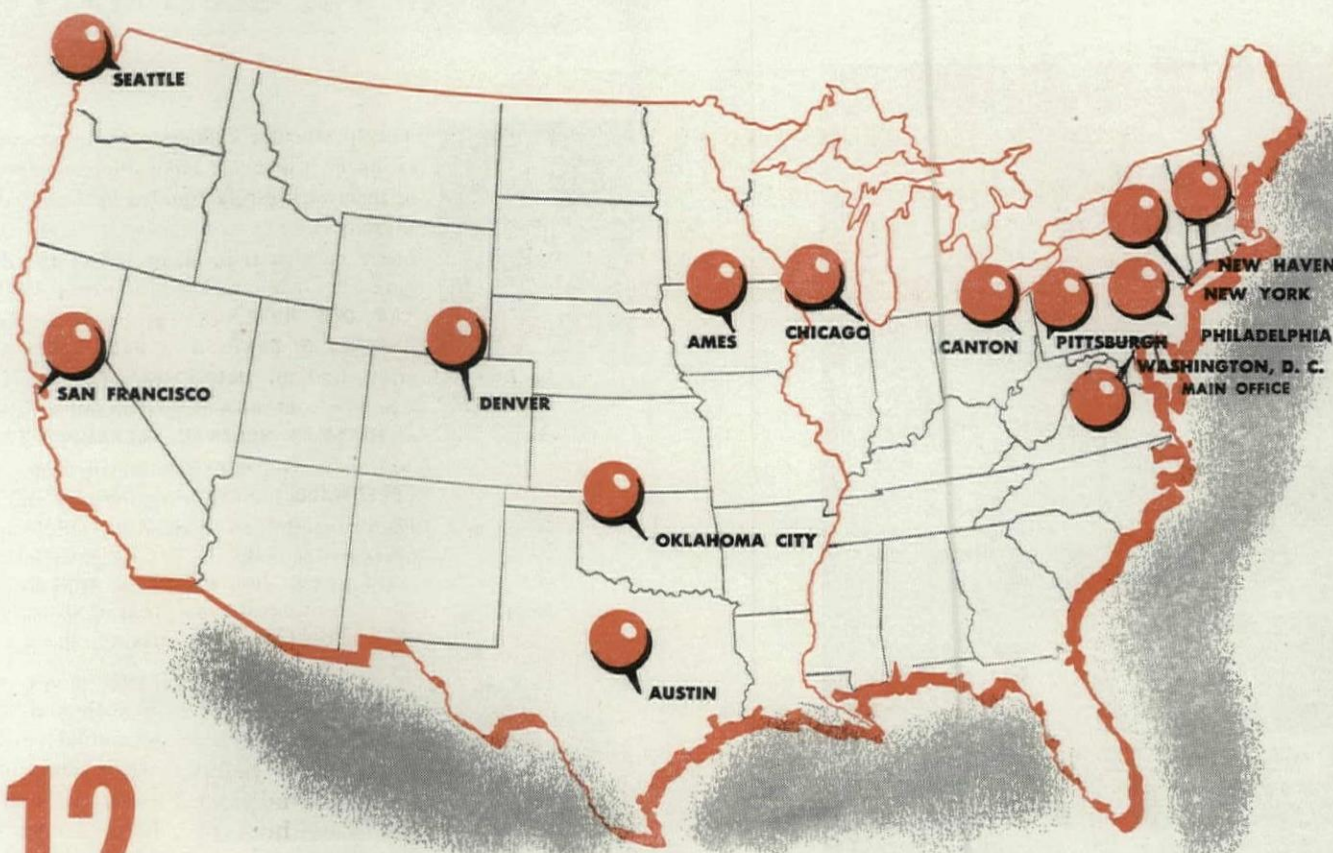 SEATTLE
NEW HAVEN
NEW YORK
AMES
CHICAGO
CANTON
PITTSBURGH
PHILADELPHIA
WASHINGTON, D. C.
MAIN OFFICE
SAN FRANCISCO
DENVER
OKLAHOMA CITY
AUSTIN
12